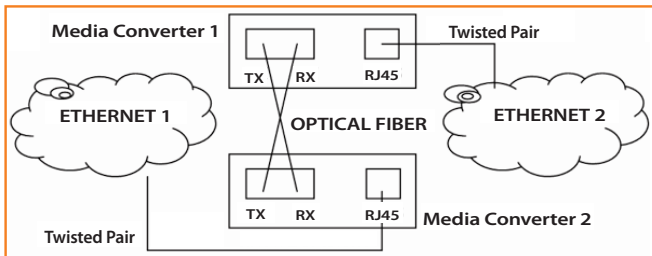 Media Converter 1
Twisted Pair
TX RX RJ45
ETHERNET 1
OPTICAL FIBER
ETHERNET 2
TX RX RJ45
Media Converter 2
Twisted Pair